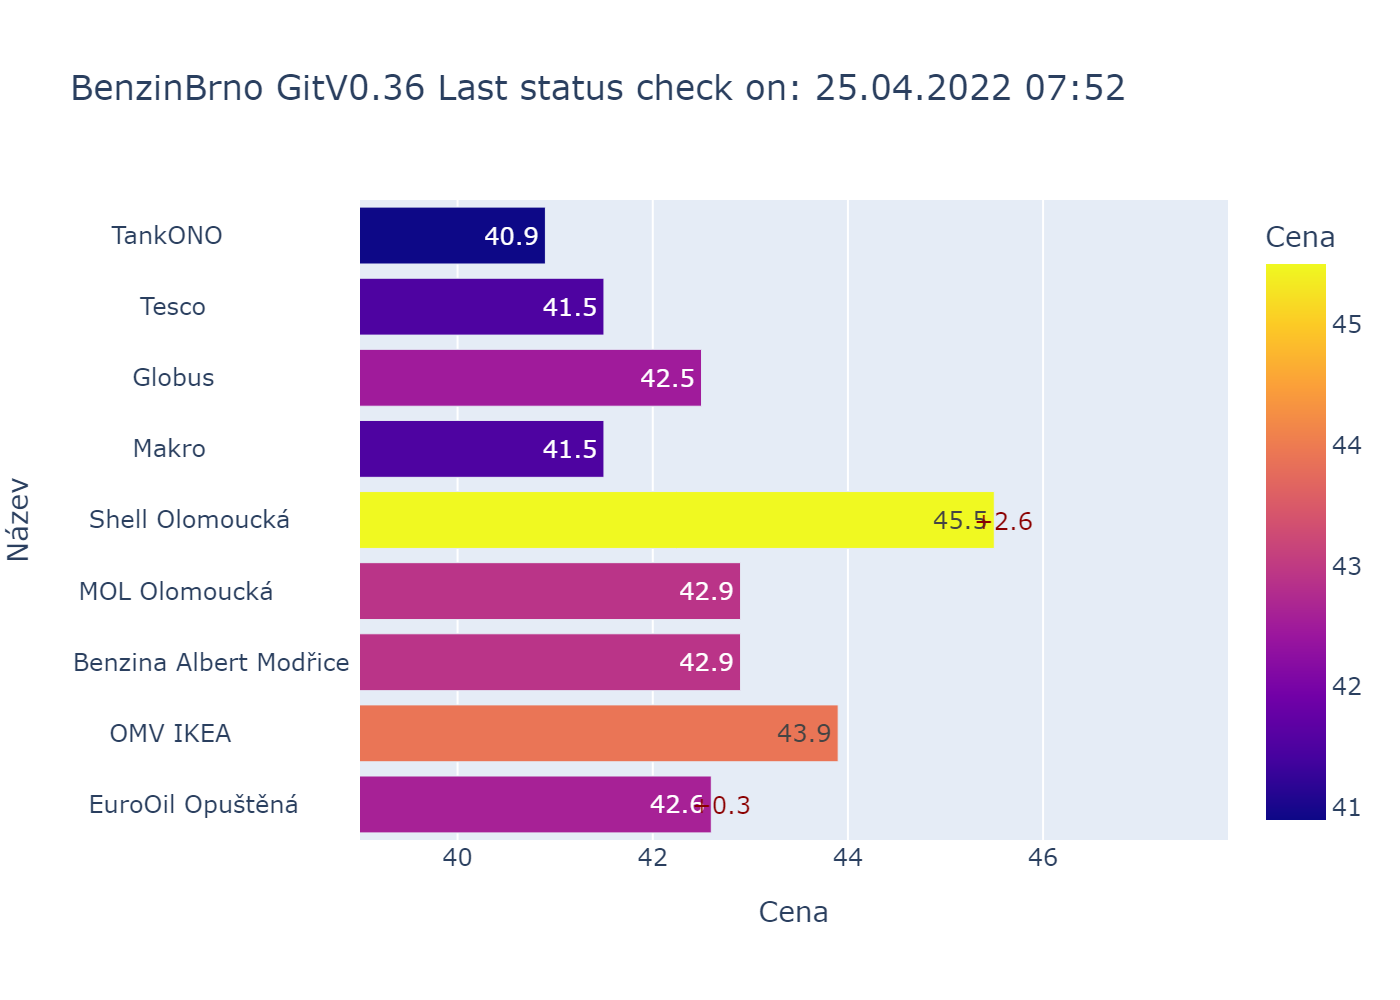 BenzinBrno GitV0.36 Last status check on: 25.04.2022 07:52
Cena
TankONO 40.9
Tesco 41.5
Globus 42.5
Makro 41.5
Shell Olomoucká 45.5 +2.6
MOL Olomoucká 42.9
Benzina Albert Modřice 42.9
OMV IKEA 43.9
EuroOil Opuštěná 42.6 +0.3
Název
40 42 44 46
Cena
45
44
43
42
41